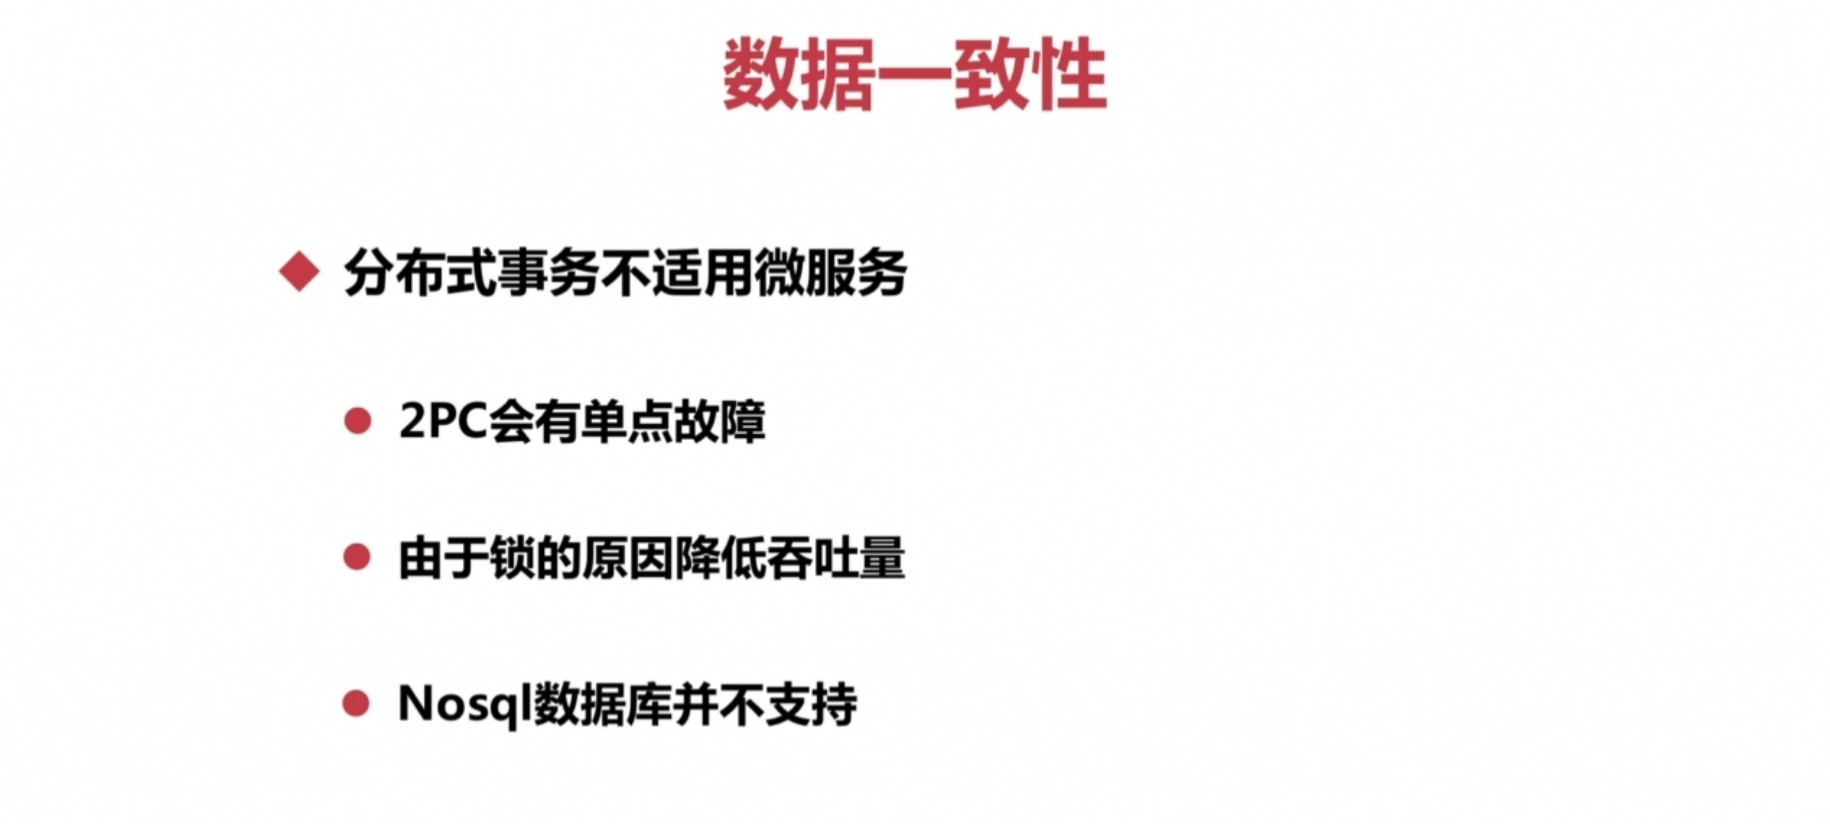 数据一致性
分布式事务不适用微服务
2PC会有单点故障
由于锁的原因降低吞吐量
Nosql数据库并不支持